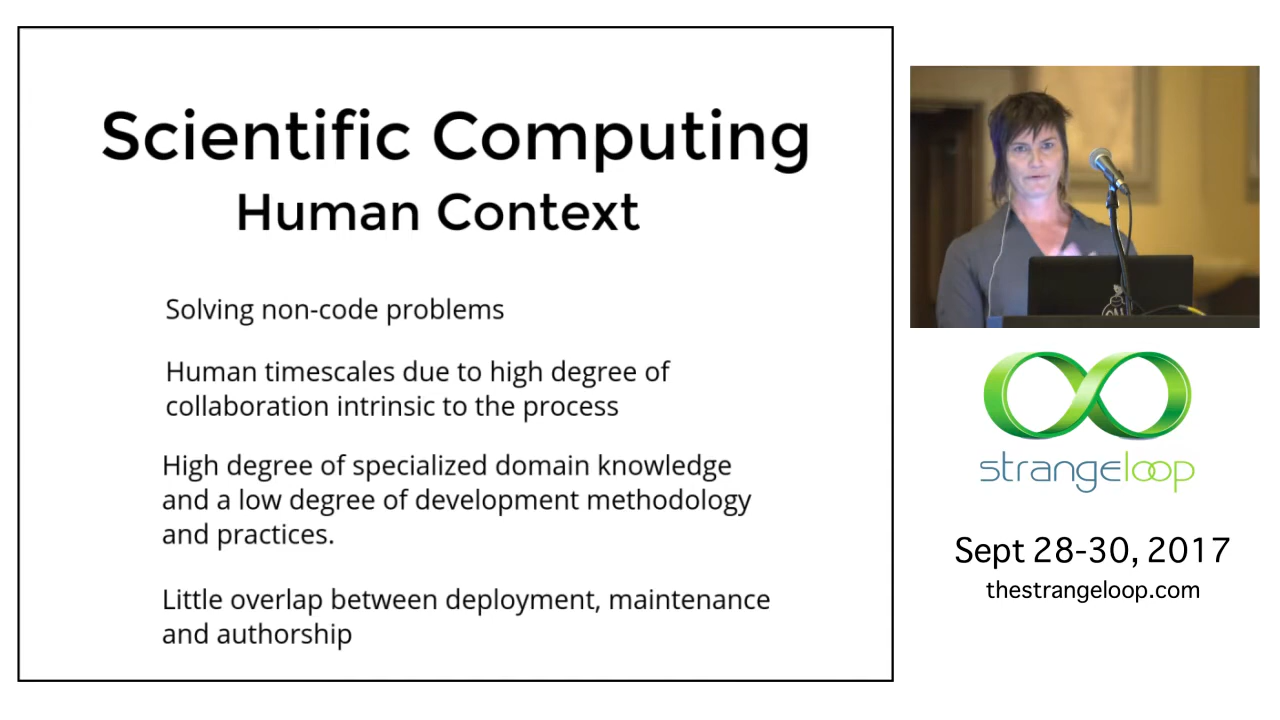 Scientific Computing
Human Context
Solving non-code problems
Human timescales due to high degree of
collaboration intrinsic to the process
High degree of specialized domain knowledge
and a low degree of development methodology
and practices.
Little overlap between deployment, maintenance
and authorship
strangeloop
Sept 28-30, 2017
thestrangeloop.com